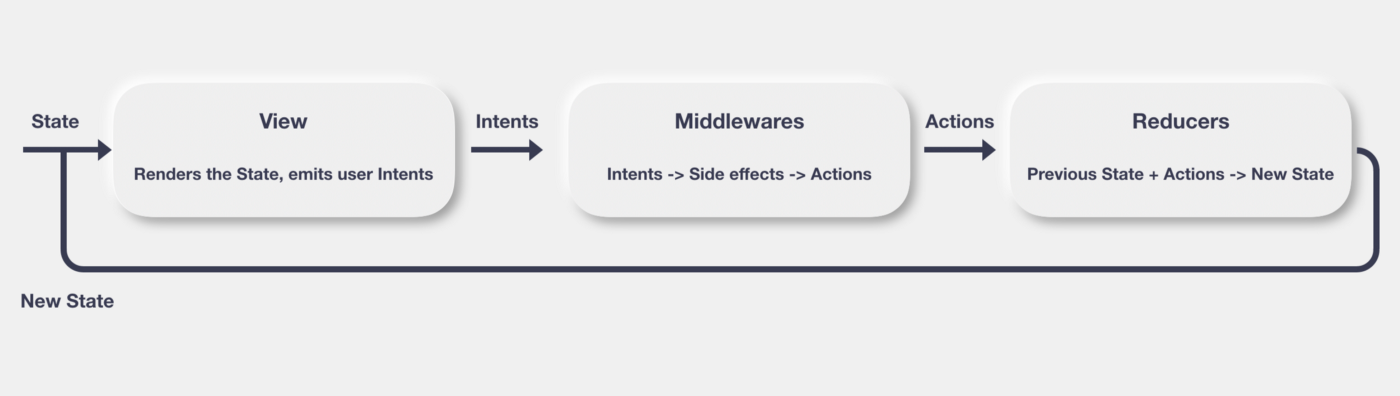 State
View
Renders the State, emits user Intents
Intents
Middlewares
Intents -> Side effects -> Actions
Actions
Reducers
Previous State + Actions -> New State
New State